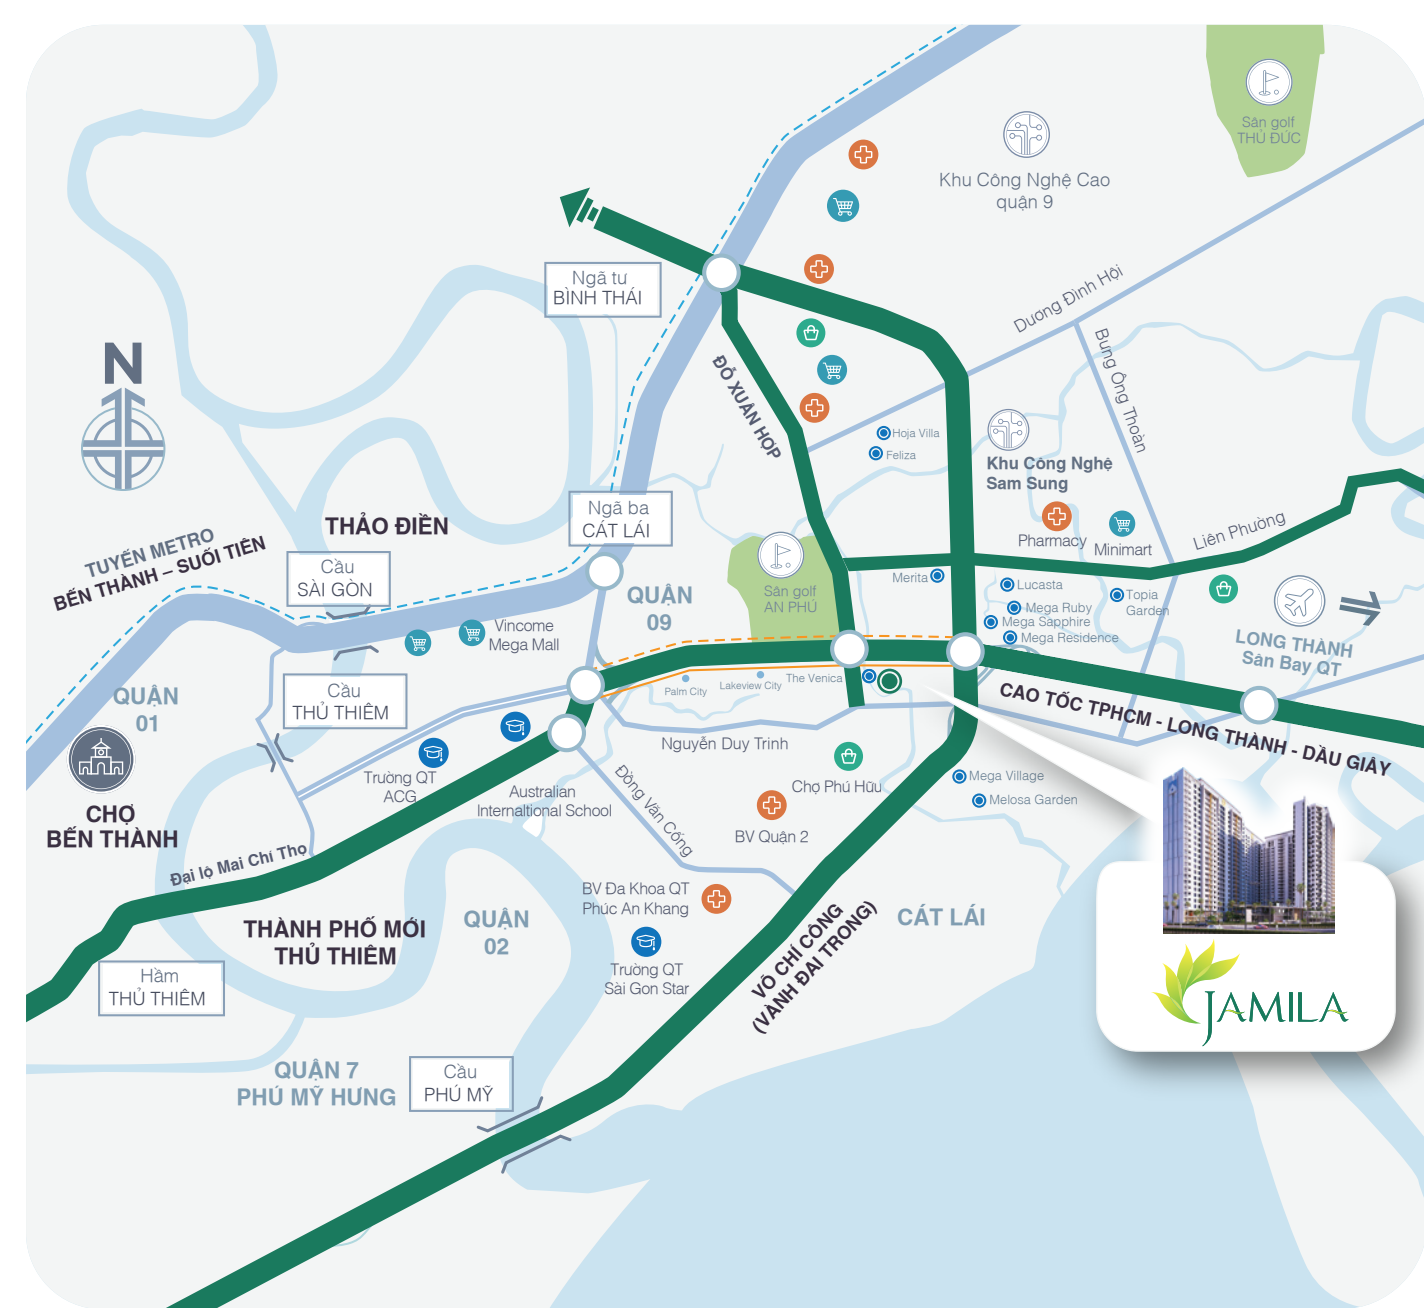 Sân golf
THỦ ĐỨC
Khu Công Nghệ Cao
quận 9
Ngã tư
BÌNH THÁI
Dương Đình Hội
Bưng Ông Thoàn
N
ĐỖ XUÂN HỢP
Hoja Villa
Feliza
Khu Công Nghệ
Sam Sung
Ngã ba
CÁT LÁI
THẢO ĐIỀN
Pharmacy
Minimart
Liên Phường
TUYẾN METRO
BẾN THÀNH – SUỐI TIÊN
Cầu
SÀI GÒN
Sân golf
AN PHÚ
Merita
Lucasta
Topia
Garden
Mega Ruby
Mega Sapphire
Mega Residence
QUẬN
09
Vincome
Mega Mall
LONG THÀNH
Sân Bay QT
QUẬN
01
Cầu
THỦ THIÊM
Palm City
Lakeview City
The Venica
CAO TỐC TPHCM - LONG THÀNH - DẦU GIÂY
Nguyễn Duy Trinh
Trường QT
ACG
Australian
Internaltional School
Đồng Văn Cống
Chợ Phú Hữu
Mega Village
Melosa Garden
CHỢ
BẾN THÀNH
BV Quận 2
Đại lộ Mai Chí Thọ
BV Đa Khoa QT
Phúc An Khang
THÀNH PHỐ MỚI
THỦ THIÊM
QUẬN
02
CÁT LÁI
VÕ CHÍ CÔNG
(VÀNH ĐAI TRONG)
Trường QT
Sài Gon Star
Hầm
THỦ THIÊM
JAMILA
QUẬN 7
PHÚ MỸ HƯNG
Cầu
PHÚ MỸ